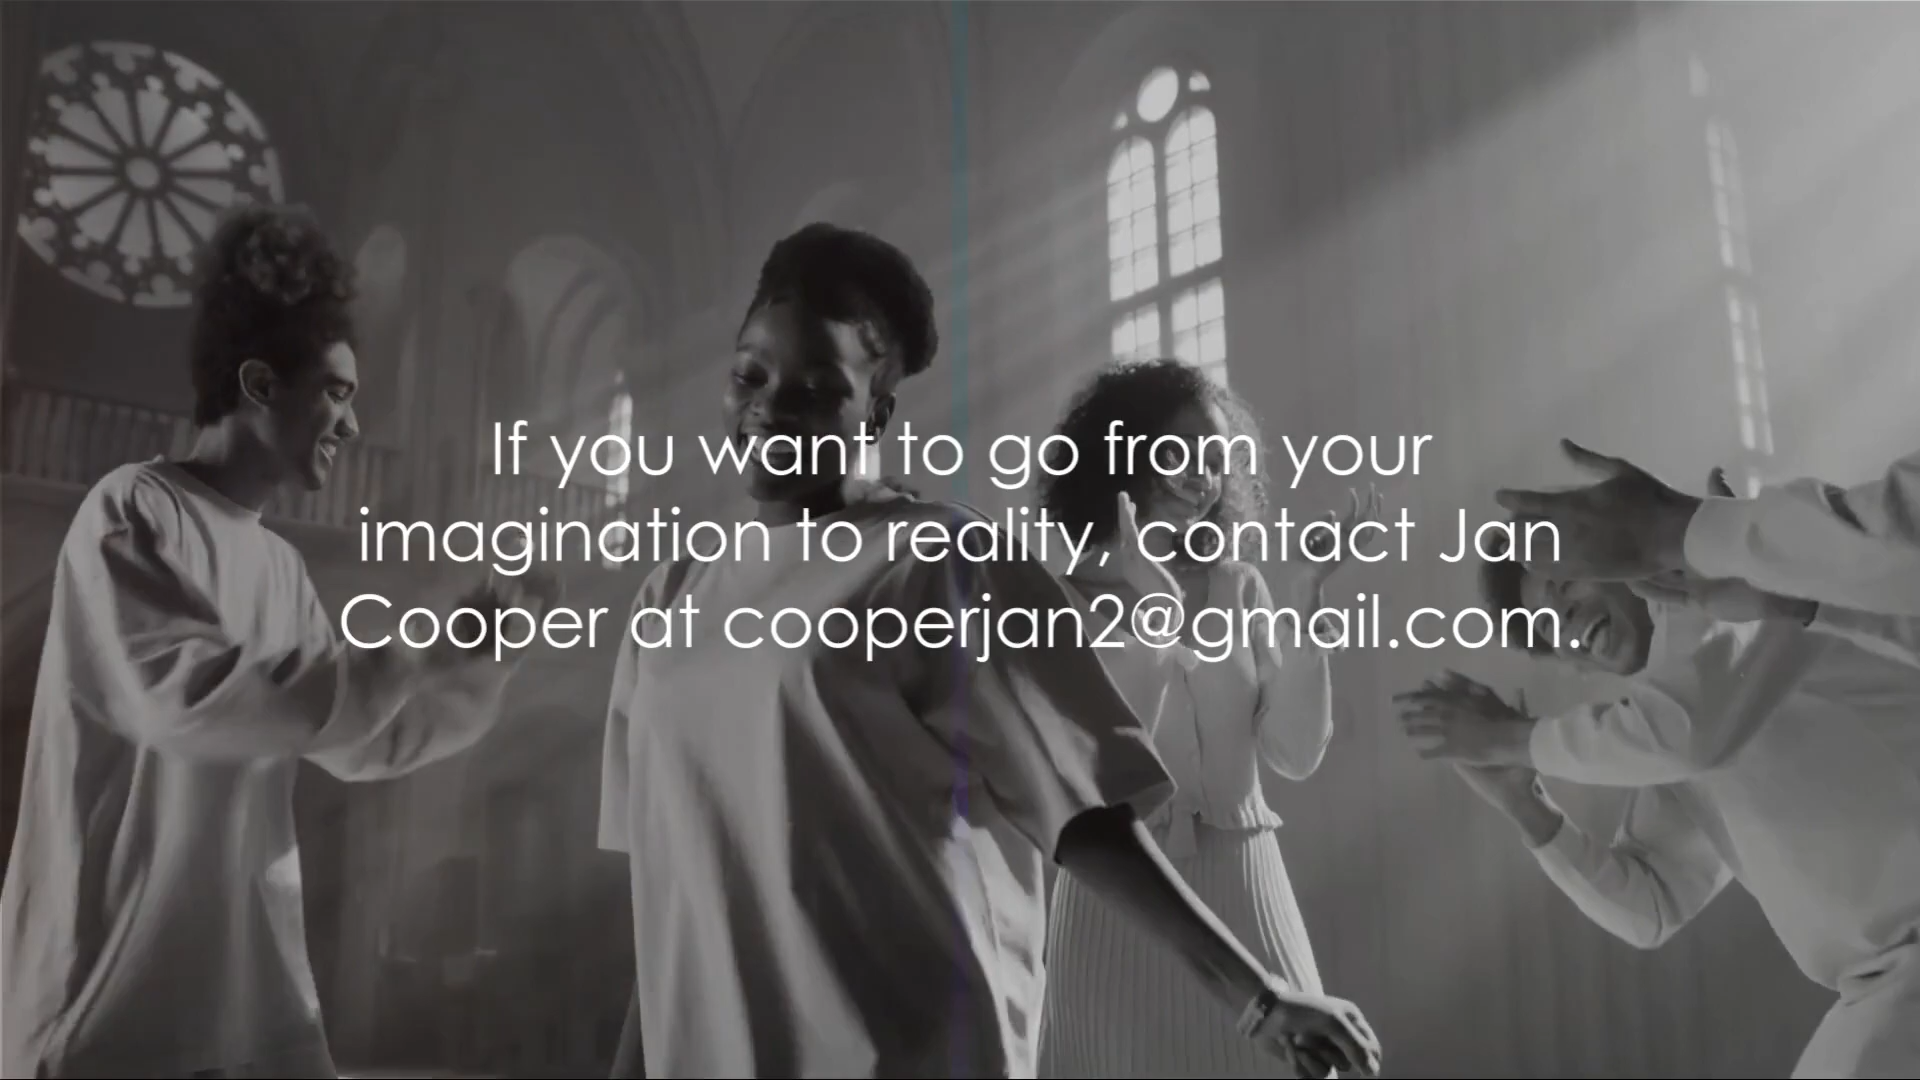 If you want to go from your
imagination to reality, contact Jan
Cooper at cooperjan2@gmail.com.